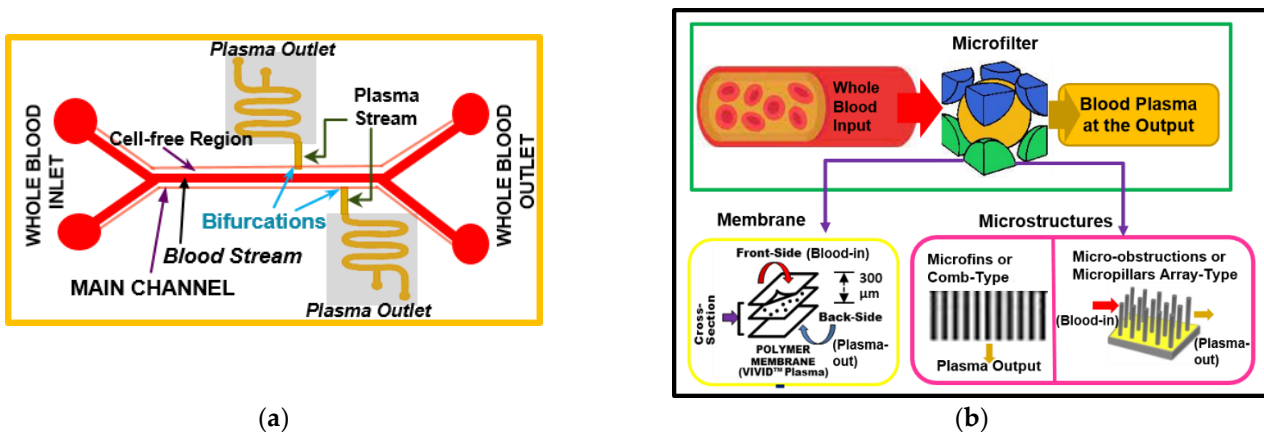 Plasma Outlet
Plasma
Stream
Cell-free Region
WHOLE BLOOD
INLET
WHOLE BLOOD
OUTLET
Bifurcations
Blood Stream
MAIN CHANNEL
Plasma Outlet
(a)
Microfilter
Whole
Blood
Input
Blood Plasma
at the Output
Membrane
Front-Side (Blood-in)
300
µm
Cross-
Section
Back-Side
(Plasma-
out)
POLYMER
MEMBRANE
(VIVID™ Plasma)
Microstructures
Microfins or
Comb-Type
Plasma Output
Micro-obstructions or
Micropillars Array-Type
(Blood-in)
(Plasma-
out)
(b)